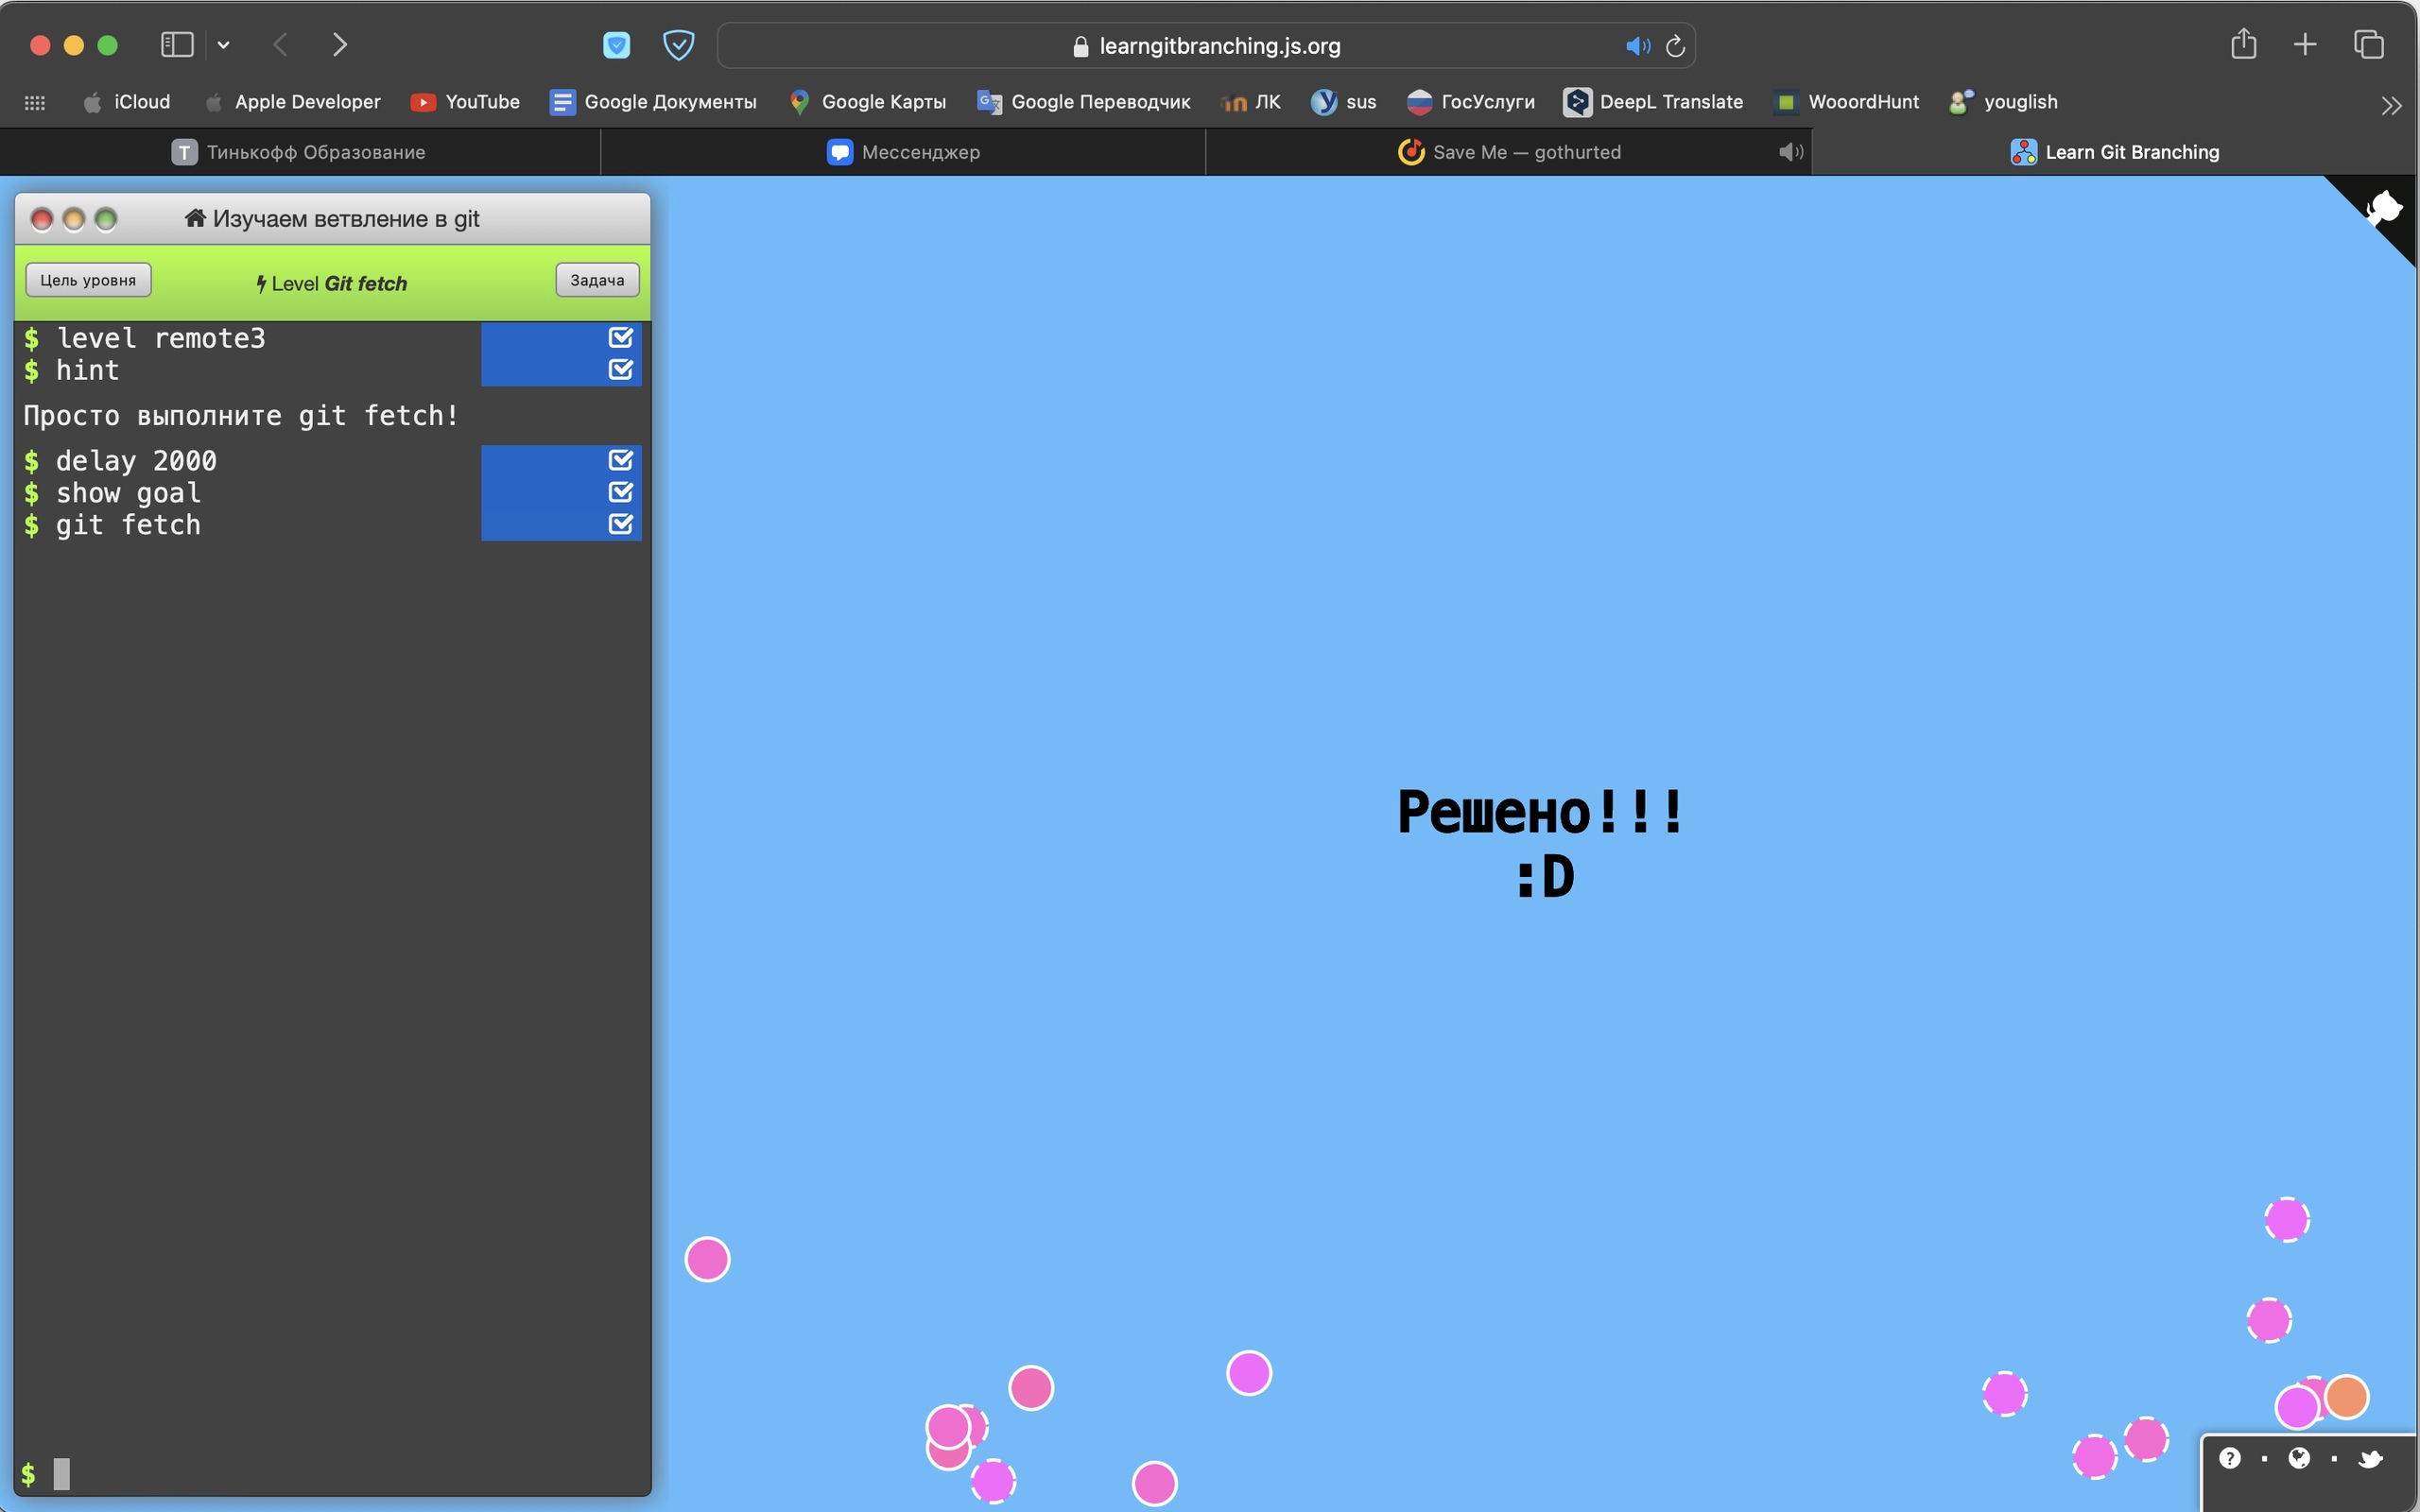 learngitbranching.js.org
iCloud Apple Developer YouTube Google Документы Google Карты Google Переводчик ЛК sus ГосУслуги DeepL Translate WooordHunt youglish
T Тинькофф Образование Мессенджер Save Me — gothurted Learn Git Branching
Изучаем ветвление в git
Цель уровня Level Git fetch Задача
$ level remote3
$ hint
Просто выполните git fetch!
$ delay 2000
$ show goal
$ git fetch
Решено!!!
:D
$